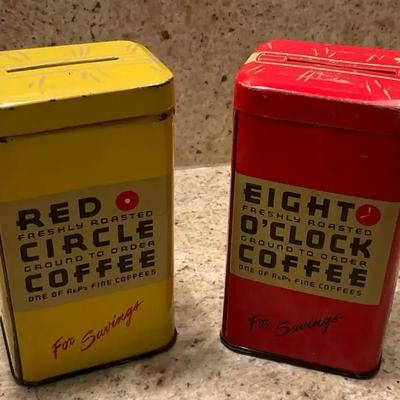 RED
FRESHLY ROASTED
CIRCLE
GROUND TO ORDER
COFFEE
ONE OF A&P's FINE COFFEES
For Savings
EIGHT
FRESHLY ROASTED
O'CLOCK
GROUND TO ORDER
COFFEE
ONE OF A&P's FINE COFFEES
For Savings